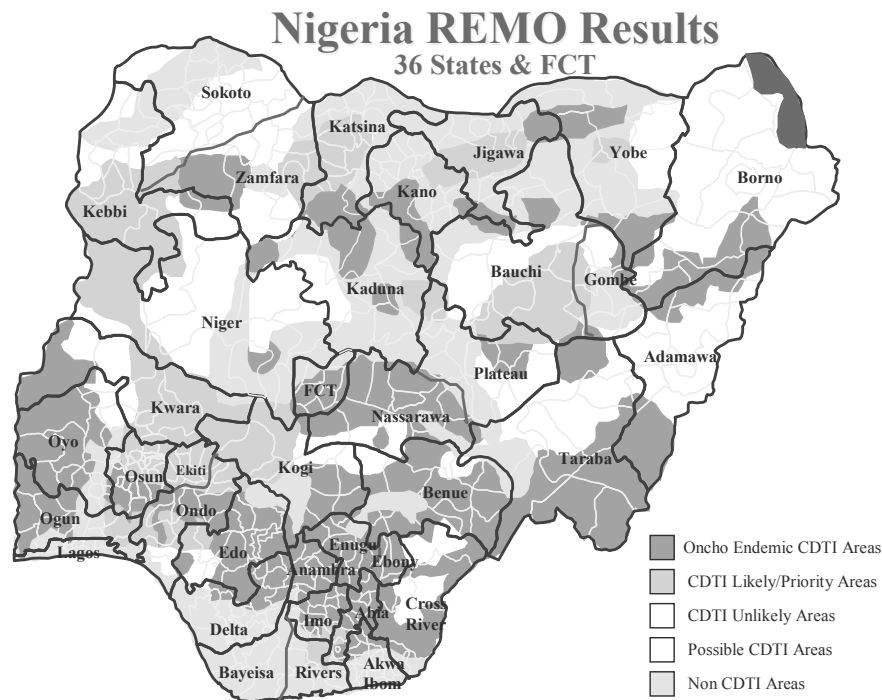 Nigeria REMO Results
36 States & FCT
Sokoto
Katsina
Jigawa
Yobe
Borno
Zamfara
Kano
Kebbi
Bauchi
Gombe
Kaduna
Niger
Adamawa
Plateau
FCT
Kwara
Nassarawa
Oyo
Taraba
Osun
Ekiti
Kogi
Benue
Ogun
Ondo
Lagos
Edo
Enugu
Anambra
Ebony
Cross
River
Imo
Abia
Delta
Bayeisa
Rivers
Akwa
Ibom
Oncho Endemic CDTI Areas
CDTI Likely/Priority Areas
CDTI Unlikely Areas
Possible CDTI Areas
Non CDTI Areas